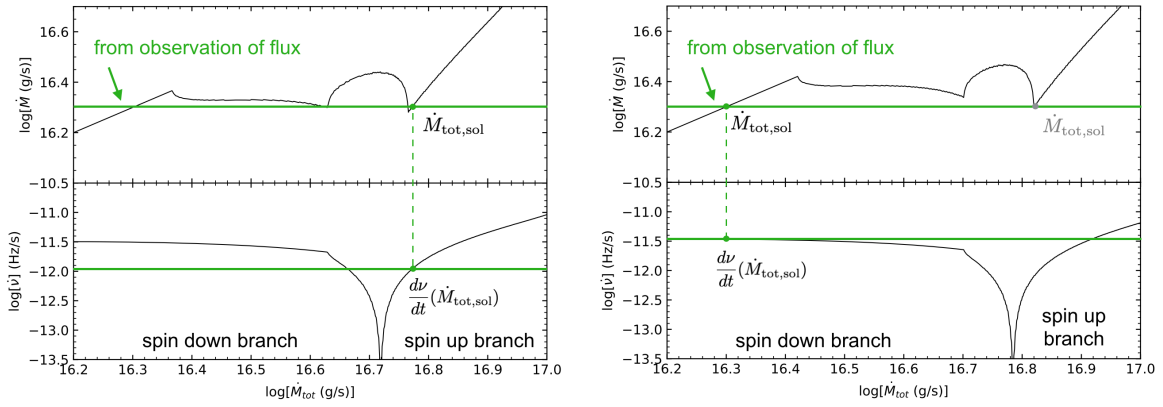 16.6
16.4
16.2
−10.5
log[Ṁ (g/s)]
from observation of flux
Ṁtot,sol
−11.0
−11.5
−12.0
−12.5
−13.0
−13.5
log[ν̇] (Hz/s)
dν/dt(Ṁtot,sol)
spin down branch
spin up branch
16.2 16.3 16.4 16.5 16.6 16.7 16.8 16.9 17.0
log[Ṁtot (g/s)]
16.6
16.4
16.2
−10.5
log[Ṁ (g/s)]
from observation of flux
Ṁtot,sol
Ṁtot,sol
−11.0
−11.5
−12.0
−12.5
−13.0
−13.5
log[ν̇] (Hz/s)
dν/dt(Ṁtot,sol)
spin down branch
spin up
branch
16.2 16.3 16.4 16.5 16.6 16.7 16.8 16.9 17.0
log[Ṁtot (g/s)]